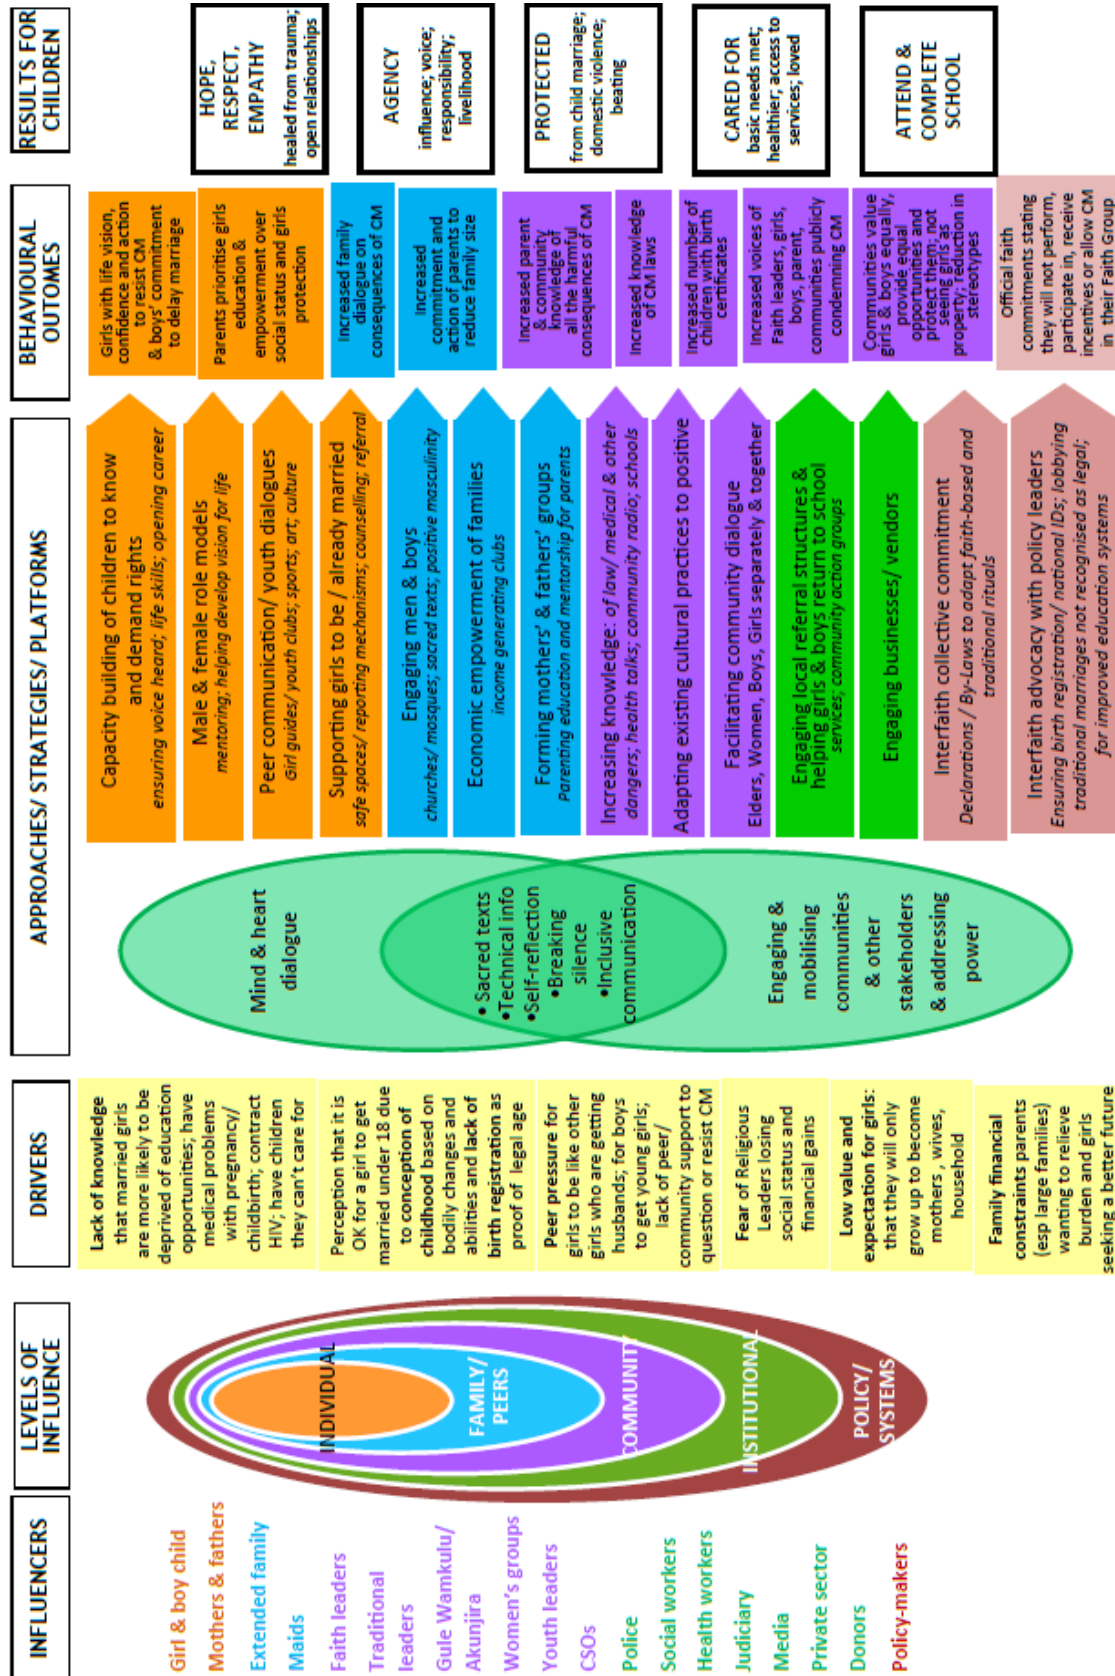 INFLUENCERS
Girl & boy child
Mothers & fathers
Extended family
Maids
Faith leaders
Traditional
leaders
Gule Wamkulu/
Akunjira
Women's groups
Youth leaders
CSOs
Police
Social workers
Health workers
Judiciary
Media
Private sector
Donors
Policy-makers
LEVELS OF
INFLUENCE
INDIVIDUAL
FAMILY/
PEERS
COMMUNITY
INSTITUTIONAL
POLICY/
SYSTEMS
DRIVERS
Lack of knowledge
that married girls
are more likely to be
deprived of education
opportunities; have
medical problems
with pregnancy/
childbirth; contract
HIV; have children
they can't care for
Perception that it is
OK for a girl to get
married under 18 due
to conception of
childhood based on
bodily changes and
abilities and lack of
birth registration as
proof of legal age
Peer pressure for
girls to be like other
girls who are getting
husbands; for boys
to get young girls;
lack of peer/
community support to
question or resist CM
Fear of Religious
Leaders losing
social status and
financial gains
Low value and
expectation for girls:
that they will only
grow up to become
mothers, wives,
household
Family financial
constraints parents
(esp large families)
wanting to relieve
burden and girls
seeking a better future
APPROACHES/ STRATEGIES/ PLATFORMS
Mind & heart
dialogue
• Sacred texts
•Technical info
•Self-reflection
•Breaking
silence
•Inclusive
communication
Engaging &
mobilising
communities
& other
stakeholders
& addressing
power
Capacity building of children to know
and demand rights
ensuring voice heard; life skills; opening career
Male & female role models
mentoring; helping develop vision for life
Peer communication/ youth dialogues
Girl guides/ youth clubs; sports; art; culture
Supporting girls to be / already married
safe spaces/ reporting mechanisms; counselling; referral
Engaging men & boys
churches/ mosques; sacred texts; positive masculinity
Economic empowerment of families
income generating clubs
Forming mothers' & fathers' groups
Parenting education and mentorship for parents
Increasing knowledge: of law/ medical & other
dangers; health talks; community radio; schools
Adapting existing cultural practices to positive
Facilitating community dialogue
Elders, Women, Boys, Girls separately & together
Engaging local referral structures &
helping girls & boys return to school
services; community action groups
Engaging businesses/ vendors
Interfaith collective commitment
Declarations / By-Laws to adapt faith-based and
traditional rituals
Interfaith advocacy with policy leaders
Ensuring birth registration/ national IDs; lobbying
traditional marriages not recognised as legal;
for improved education systems
BEHAVIOURAL
OUTCOMES
Girls with life vision,
confidence and action
to resist CM
& boys' commitment
to delay marriage
Parents prioritise girls
education &
empowerment over
social status and girls
protection
Increased family
dialogue on
consequences of CM
Increased
commitment and
action of parents to
reduce family size
Increased parent
& community
knowledge of
all the harmful
consequences of CM
Increased knowledge
of CM laws
Increased number of
children with birth
certificates
Increased voices of
Faith leaders, girls,
boys, parent,
communities publicly
condemning CM
Communities value
girls & boys equally,
provide equal
opportunities and
protect them; not
seeing girls as
property; reduction in
stereotypes
Official faith
commitments stating
they will not perform,
participate in, receive
incentives or allow CM
in their Faith Group
RESULTS FOR
CHILDREN
HOPE,
RESPECT,
EMPATHY
healed from trauma;
open relationships
AGENCY
influence; voice;
responsibility;
livelihood
PROTECTED
from child marriage;
domestic violence;
beating
CARED FOR
basic needs met;
healthier; access to
services; loved
ATTEND &
COMPLETE
SCHOOL